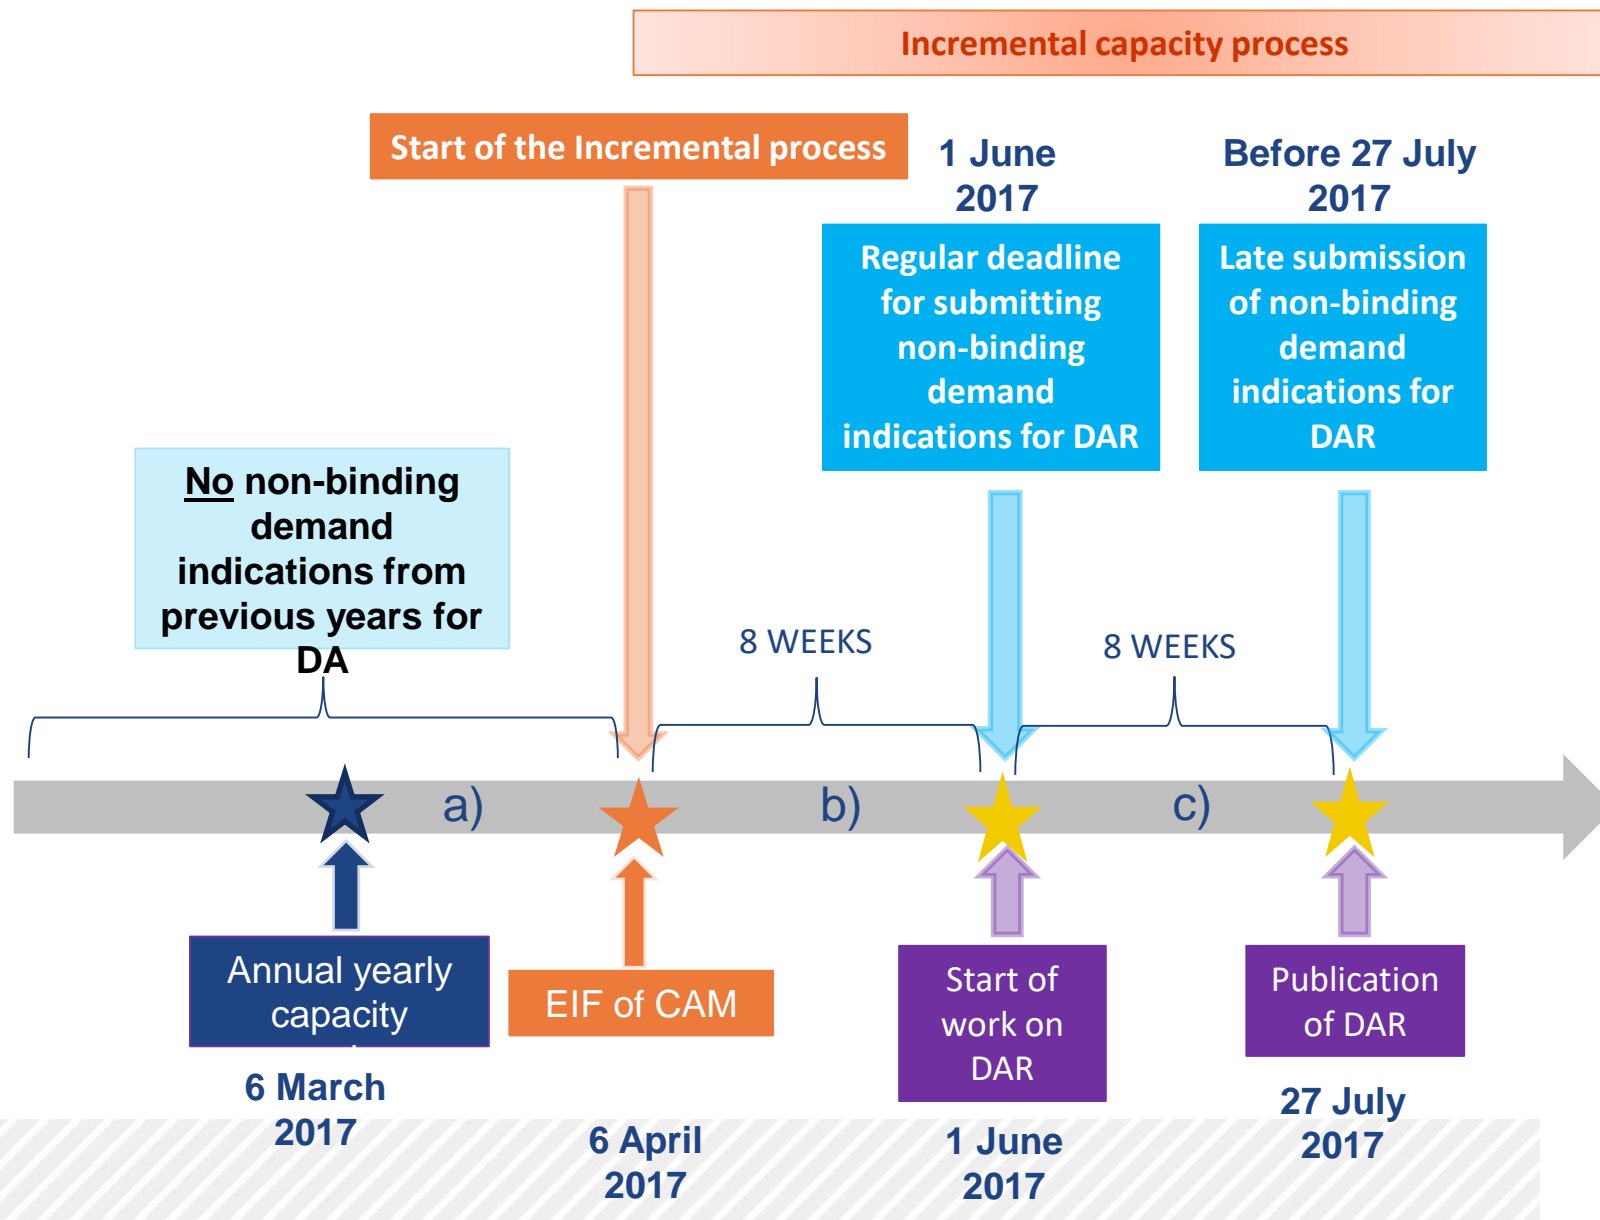 Incremental capacity process
Start of the Incremental process
1 June
2017
Before 27 July
2017
Regular deadline
for submitting
non-binding
demand
indications for DAR
Late submission
of non-binding
demand
indications for
DAR
No non-binding
demand
indications from
previous years for
DA
8 WEEKS
8 WEEKS
a)
b)
c)
Annual yearly
capacity
EIF of CAM
Start of
work on
DAR
Publication
of DAR
6 March
2017
6 April
2017
1 June
2017
27 July
2017